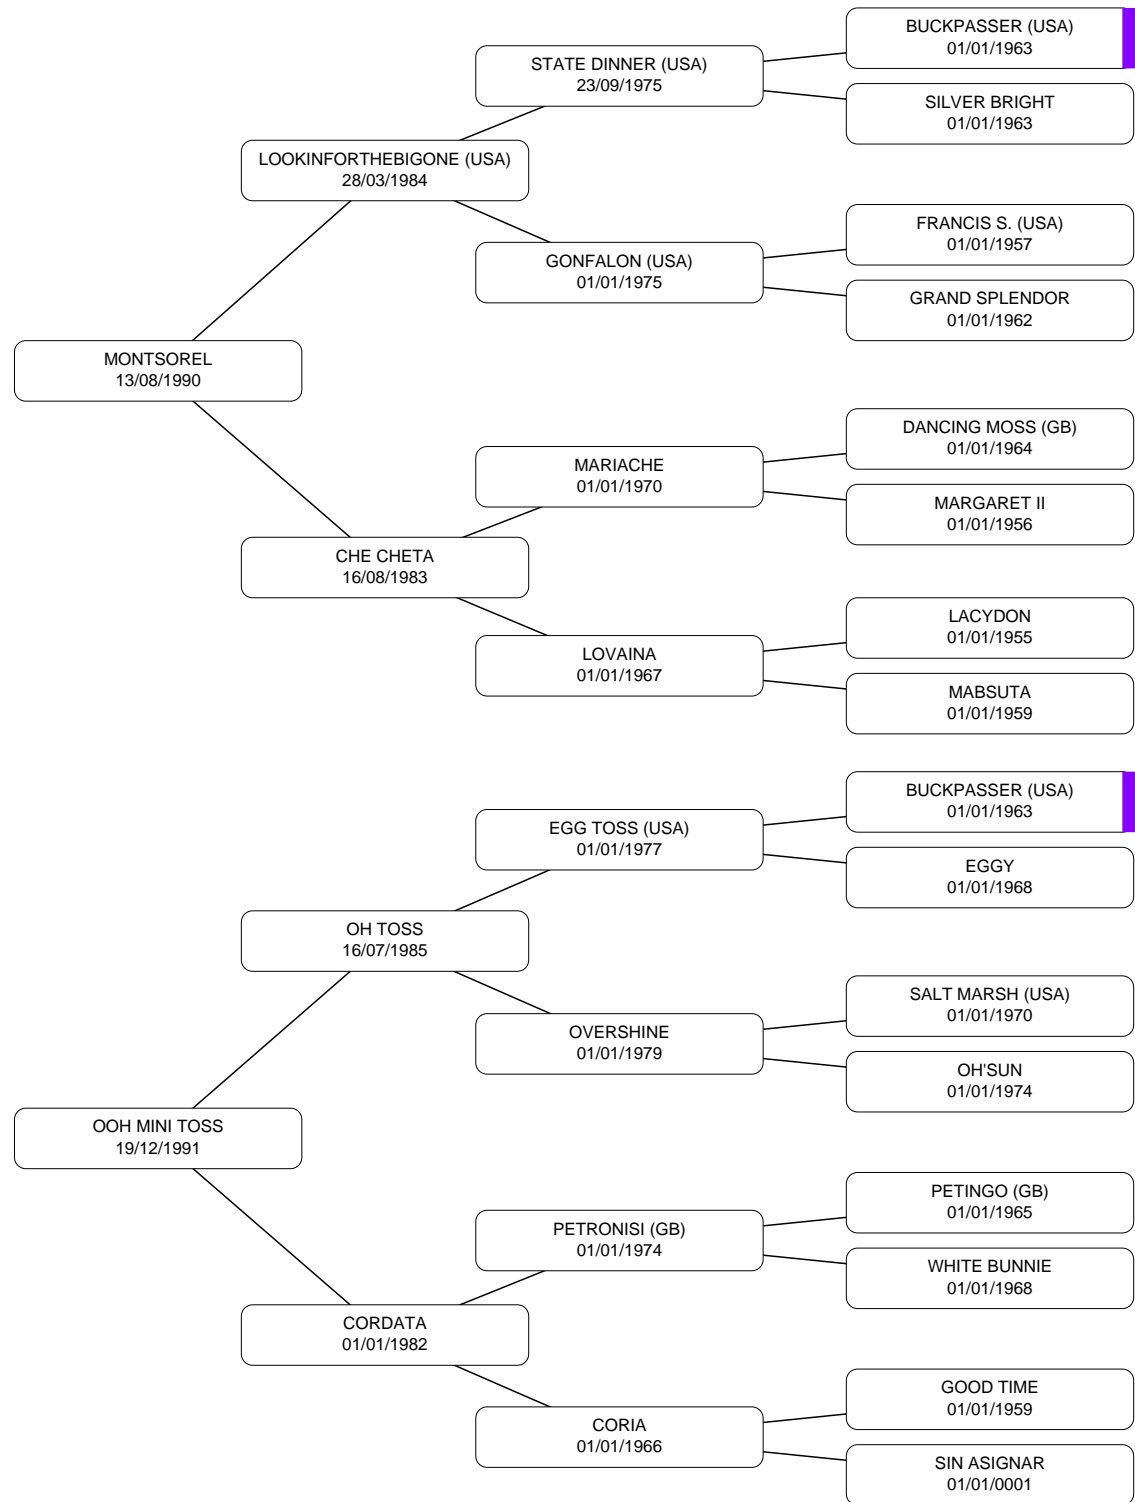 BUCKPASSER (USA)
01/01/1963
STATE DINNER (USA)
23/09/1975
SILVER BRIGHT
01/01/1963
LOOKINFORTHEBIGONE (USA)
28/03/1984
FRANCIS S. (USA)
01/01/1957
GONFALON (USA)
01/01/1975
GRAND SPLENDOR
01/01/1962
MONTSOREL
13/08/1990
DANCING MOSS (GB)
01/01/1964
MARIACHE
01/01/1970
MARGARET II
01/01/1956
CHE CHETA
16/08/1983
LACYDON
01/01/1955
LOVAINA
01/01/1967
MABSUTA
01/01/1959
BUCKPASSER (USA)
01/01/1963
EGG TOSS (USA)
01/01/1977
EGGY
01/01/1968
OH TOSS
16/07/1985
SALT MARSH (USA)
01/01/1970
OVERSHINE
01/01/1979
OH'SUN
01/01/1974
OOH MINI TOSS
19/12/1991
PETINGO (GB)
01/01/1965
PETRONISI (GB)
01/01/1974
WHITE BUNNIE
01/01/1968
CORDATA
01/01/1982
GOOD TIME
01/01/1959
CORIA
01/01/1966
SIN ASIGNAR
01/01/0001